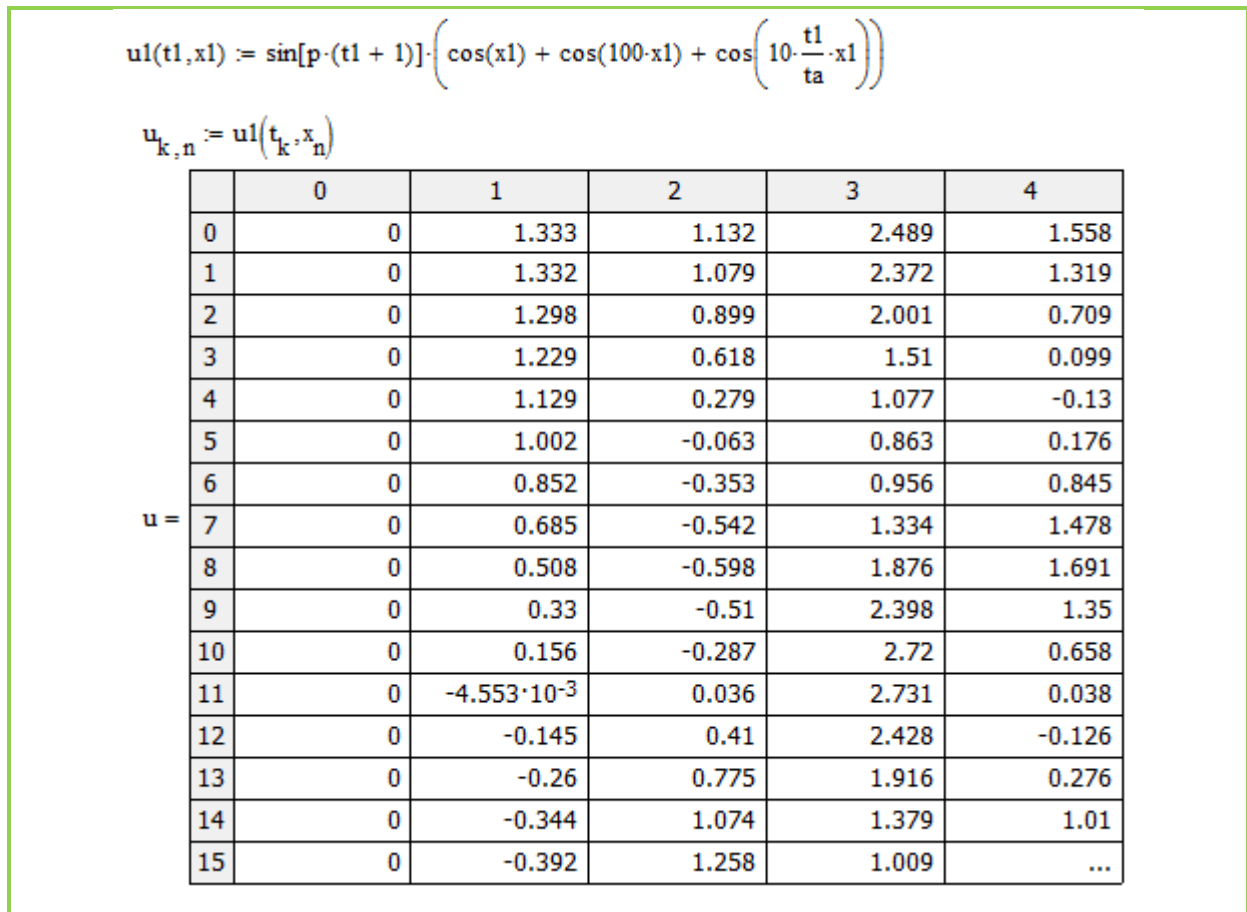 u1(t1,x1) := sin[p·(t1 + 1)]·(cos(x1) + cos(100·x1) + cos(10·t1/ta·x1))
u k,n := u1(t k, x n)
0 1 2 3 4
0 0 1.333 1.132 2.489 1.558
1 0 1.332 1.079 2.372 1.319
2 0 1.298 0.899 2.001 0.709
3 0 1.229 0.618 1.51 0.099
4 0 1.129 0.279 1.077 -0.13
5 0 1.002 -0.063 0.863 0.176
6 0 0.852 -0.353 0.956 0.845
u = 7 0 0.685 -0.542 1.334 1.478
8 0 0.508 -0.598 1.876 1.691
9 0 0.33 -0.51 2.398 1.35
10 0 0.156 -0.287 2.72 0.658
11 0 -4.553·10-3 0.036 2.731 0.038
12 0 -0.145 0.41 2.428 -0.126
13 0 -0.26 0.775 1.916 0.276
14 0 -0.344 1.074 1.379 1.01
15 0 -0.392 1.258 1.009 ...